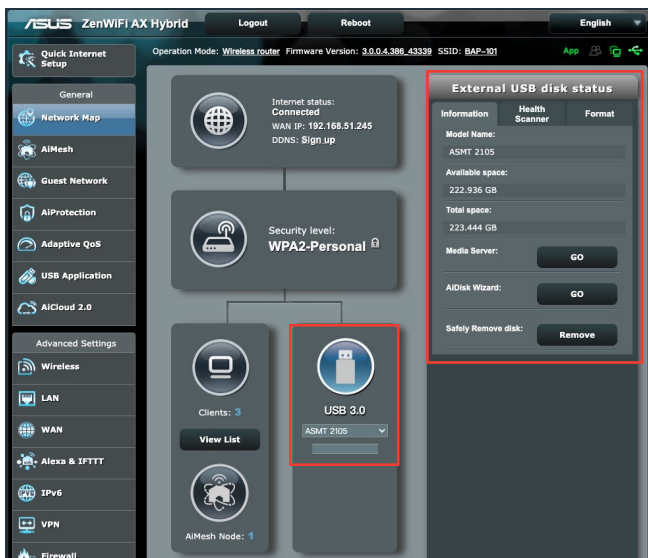 ASUS ZenWiFi AX Hybrid Logout Reboot English
Operation Mode: Wireless router Firmware Version: 3.0.0.4.386_43339 SSID: BAP-101 App
Quick Internet
Setup
General
Network Map
AiMesh
Guest Network
AiProtection
Adaptive QoS
USB Application
AiCloud 2.0
Advanced Settings
Wireless
LAN
WAN
Alexa & IFTTT
IPv6
VPN
Firewall
Internet status:
Connected
WAN IP: 192.168.51.245
DDNS: Sign up
Security level:
WPA2-Personal
Clients: 3
View List
AiMesh Node: 1
USB 3.0
ASMT 2105
External USB disk status
Information
Health
Scanner
Format
Model Name:
ASMT 2105
Available space:
222.936 GB
Total space:
223.444 GB
Media Server: GO
AiDisk Wizard: GO
Safely Remove disk: Remove